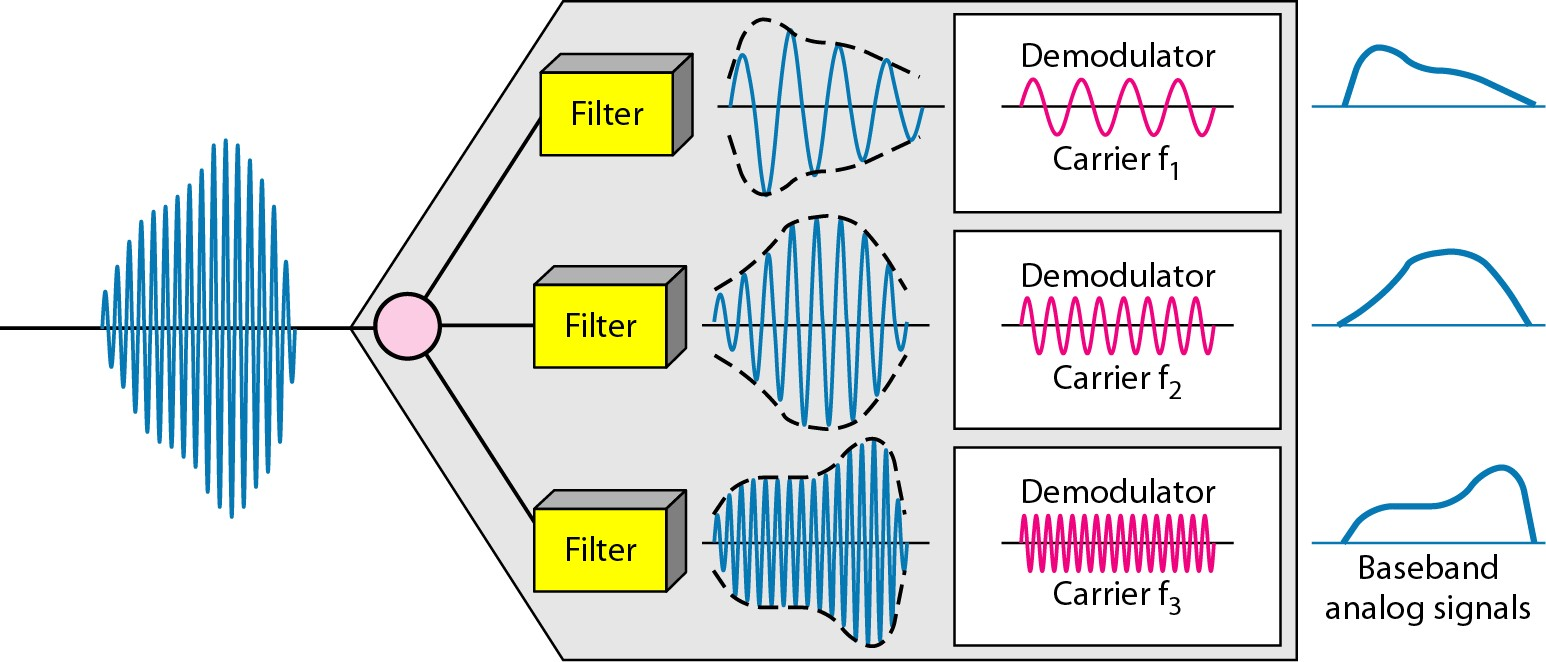 Filter
Demodulator
Carrier f₁
Filter
Demodulator
Carrier f₂
Filter
Demodulator
Carrier f₃
Baseband
analog signals